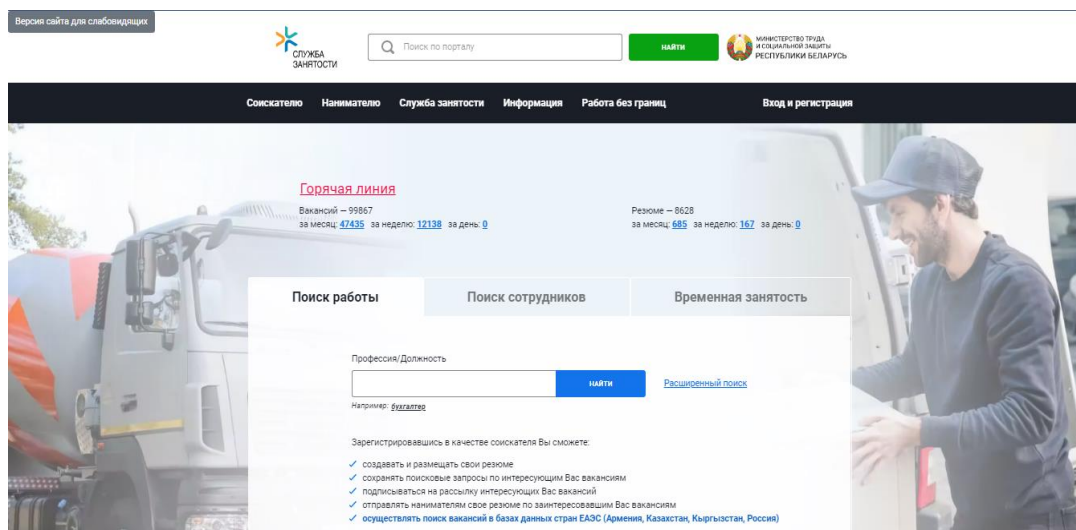 Версия сайта для слабовидящих
СЛУЖБА
ЗАНЯТОСТИ
Поиск по порталу
НАЙТИ
МИНИСТЕРСТВО ТРУДА
И СОЦИАЛЬНОЙ ЗАЩИТЫ
РЕСПУБЛИКИ БЕЛАРУСЬ
Соискателю Нанимателю Служба занятости Информация Работа без границ Вход и регистрация
Горячая линия
Вакансий — 99867
за месяц: 47435 за неделю: 12138 за день: 0
Резюме — 8628
за месяц: 685 за неделю: 167 за день: 0
Поиск работы Поиск сотрудников Временная занятость
Профессия/Должность
НАЙТИ Расширенный поиск
Например: бухгалтер
Зарегистрировавшись в качестве соискателя Вы сможете:
✓ создавать и размещать свои резюме
✓ сохранять поисковые запросы по интересующим Вас вакансиям
✓ подписываться на рассылку интересующих Вас вакансий
✓ отправлять нанимателям свое резюме по заинтересовавшим Вас вакансиям
✓ осуществлять поиск вакансий в базах данных стран ЕАЭС (Армения, Казахстан, Кыргызстан, Россия)